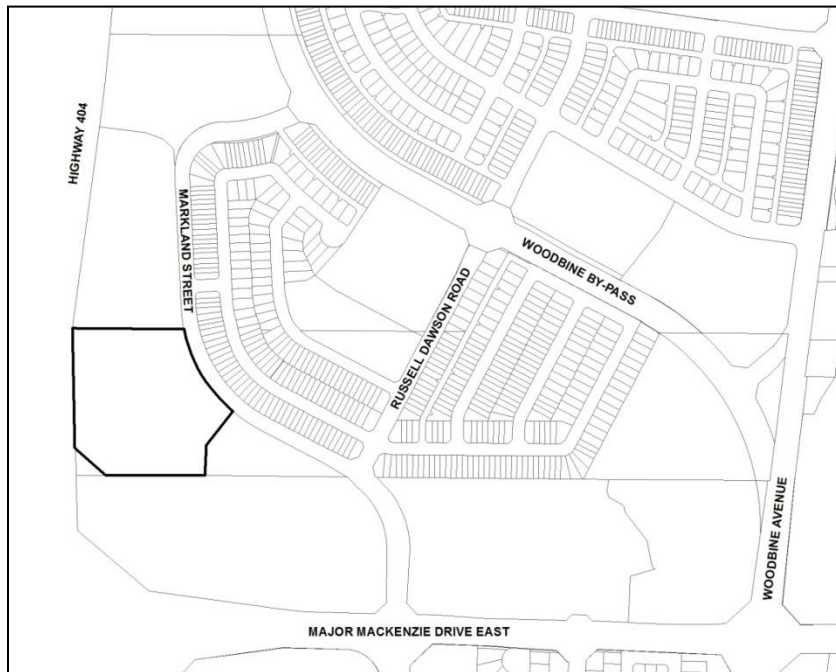 HIGHWAY 404
MARKLAND STREET
WOODBINE BY-PASS
RUSSELL DAWSON ROAD
WOODBINE AVENUE
MAJOR MACKENZIE DRIVE EAST